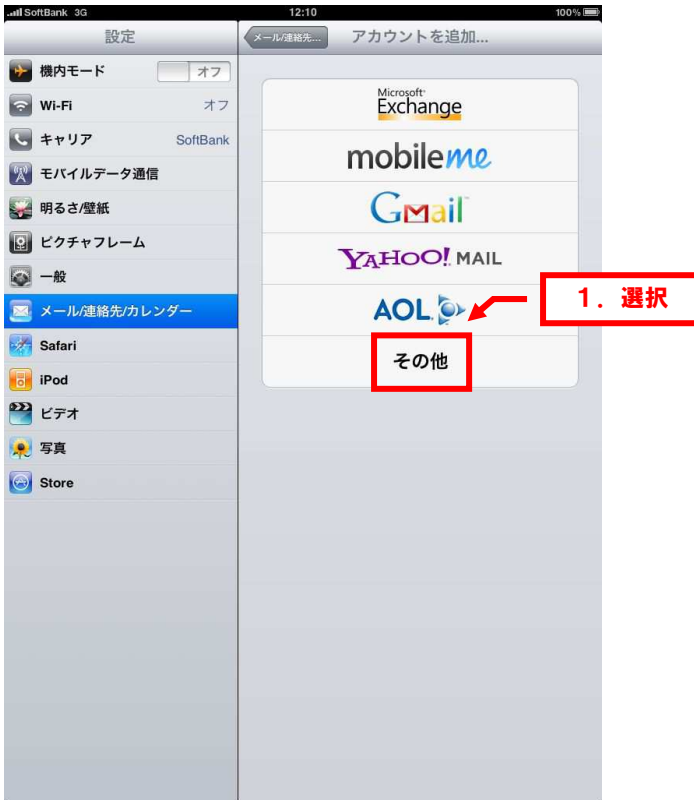 SoftBank 3G 12:10 100%
設定
メール/連絡先... アカウントを追加...
機内モード オフ
Wi-Fi オフ
キャリア SoftBank
モバイルデータ通信
明るさ/壁紙
ピクチャフレーム
一般
メール/連絡先/カレンダー
Safari
iPod
ビデオ
写真
Store
Microsoft
Exchange
mobileme
Gmail
YAHOO! MAIL
AOL
その他
1. 選択